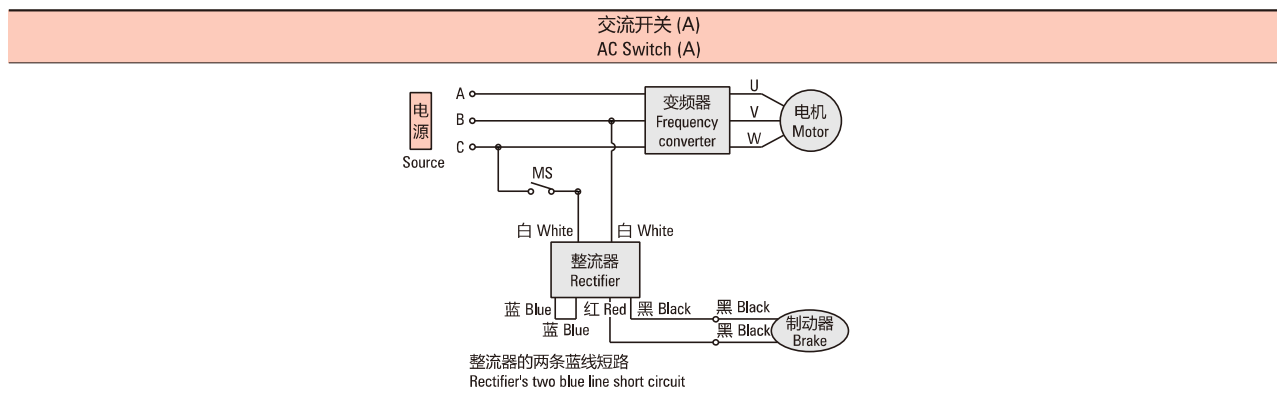 交流开关 (A)
AC Switch (A)
电源
Source
A
B
C
变频器
Frequency
converter
U
V
W
电机
Motor
MS
白 White
白 White
整流器
Rectifier
蓝 Blue
红 Red
黑 Black
黑 Black
蓝 Blue
黑 Black
制动器
Brake
整流器的两条蓝线短路
Rectifier's two blue line short circuit